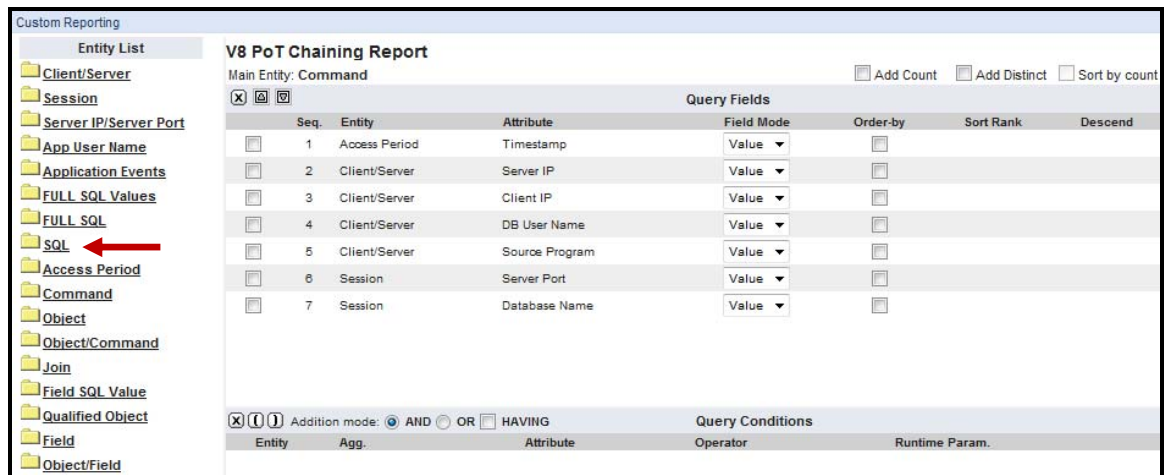 Custom Reporting
Entity List
Client/Server
Session
Server IP/Server Port
App User Name
Application Events
FULL SQL Values
FULL SQL
SQL
Access Period
Command
Object
Object/Command
Join
Field SQL Value
Qualified Object
Field
Object/Field
V8 PoT Chaining Report
Main Entity: Command Add Count Add Distinct Sort by count
Query Fields
Seq. Entity Attribute Field Mode Order-by Sort Rank Descend
1 Access Period Timestamp Value
2 Client/Server Server IP Value
3 Client/Server Client IP Value
4 Client/Server DB User Name Value
5 Client/Server Source Program Value
6 Session Server Port Value
7 Session Database Name Value
Addition mode: AND OR HAVING Query Conditions
Entity Agg. Attribute Operator Runtime Param.